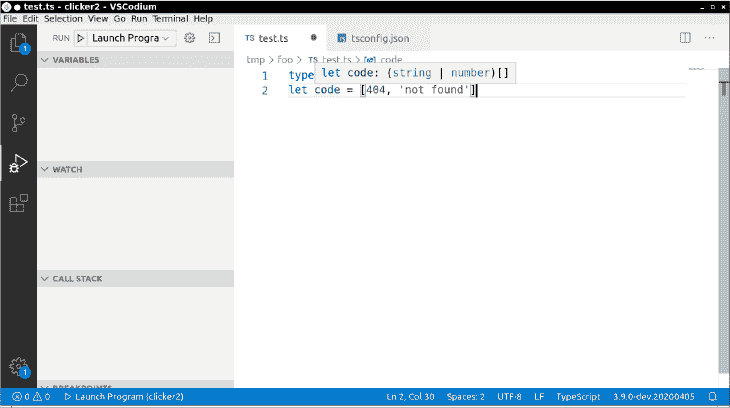 test.ts - clicker2 - VSCodium
File Edit Selection View Go Run Terminal Help
RUN Launch Progra
TS test.ts
tsconfig.json
VARIABLES
tmp > foo > TS test.ts > code
let code: (string | number)[]
1 type
2 let code = [404, 'not found']
WATCH
CALL STACK
BREAKPOINTS
1
1
0 0 Launch Program (clicker2) Ln 2, Col 30 Spaces: 2 UTF-8 LF TypeScript 3.9.0-dev.20200405